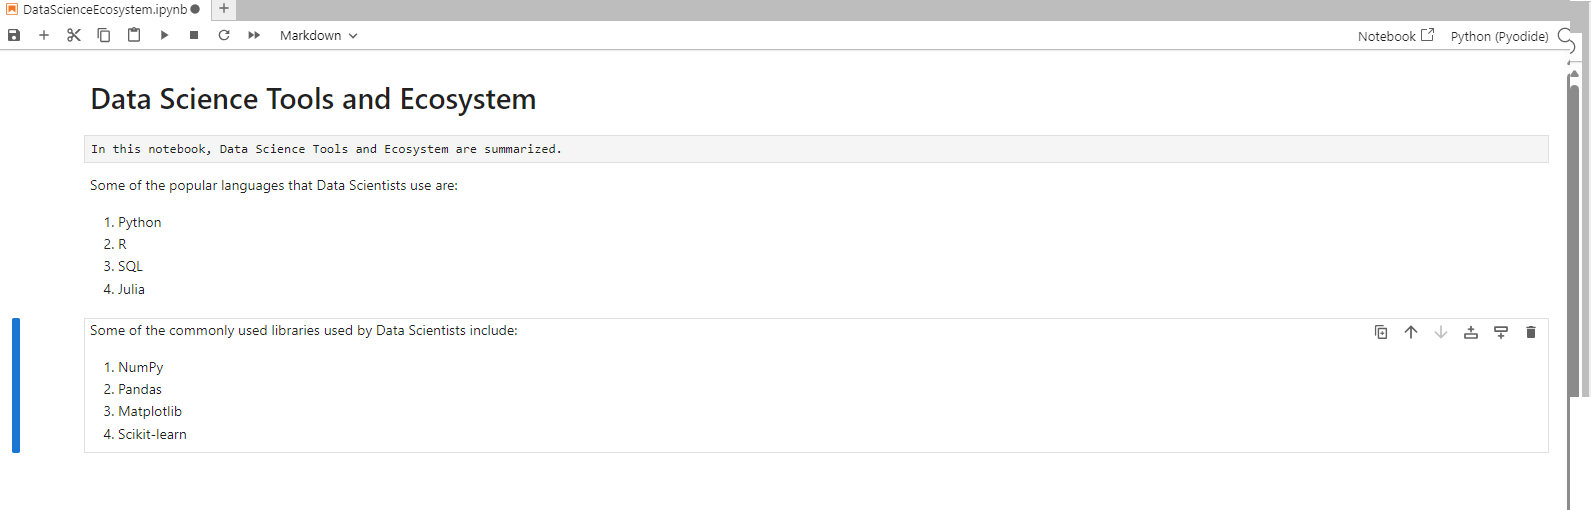 DataScienceEcosystem.ipynb
Markdown
Notebook
Python (Pyodide)
Data Science Tools and Ecosystem
In this notebook, Data Science Tools and Ecosystem are summarized.
Some of the popular languages that Data Scientists use are:
1. Python
2. R
3. SQL
4. Julia
Some of the commonly used libraries used by Data Scientists include:
1. NumPy
2. Pandas
3. Matplotlib
4. Scikit-learn